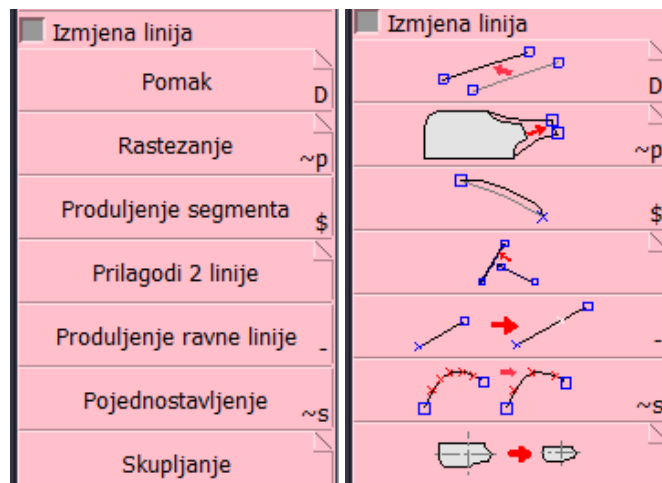 Izmjena linija
Pomak
D
Rastezanje
~p
Produljenje segmenta
$
Prilagodi 2 linije
Produljenje ravne linije
-
Pojednostavljenje
~s
Skupljanje
Izmjena linija
D
~p
$
-
~s